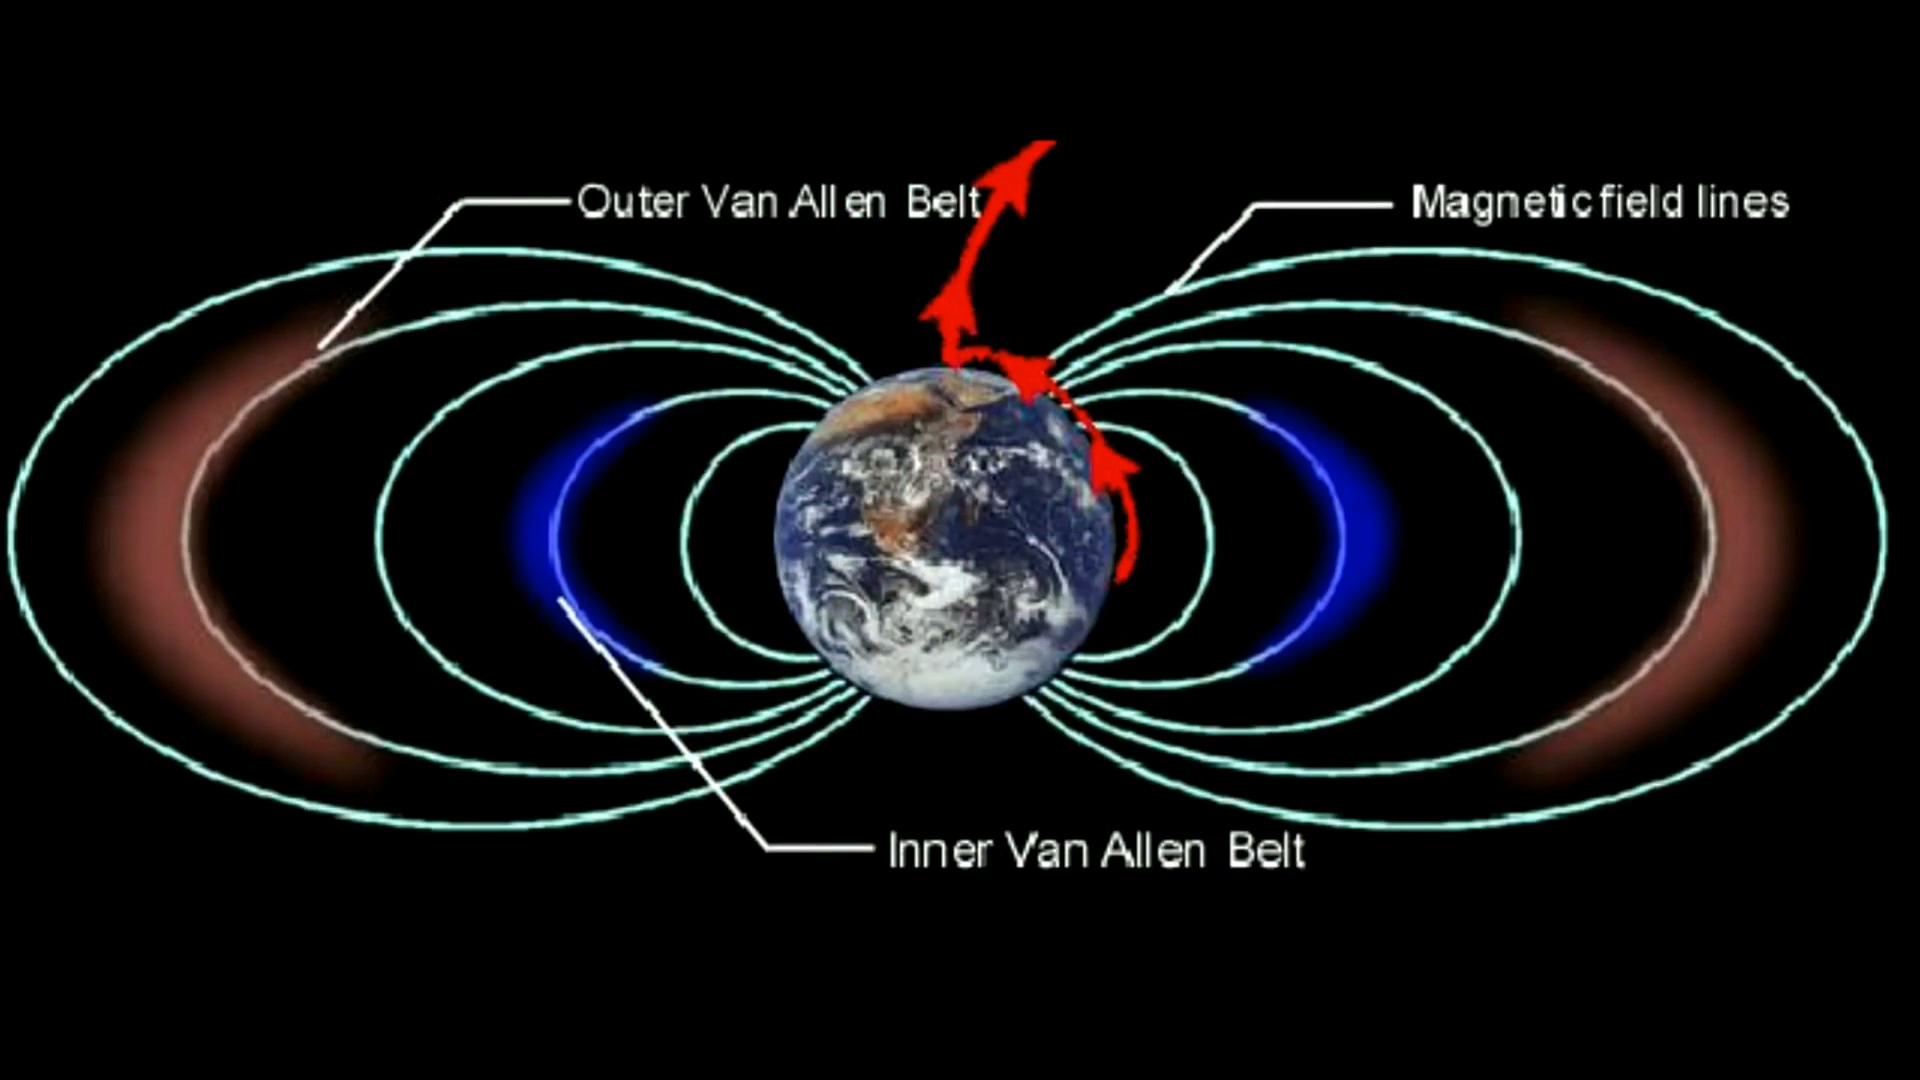 Outer Van Allen Belt
Magnetic field lines
Inner Van Allen Belt